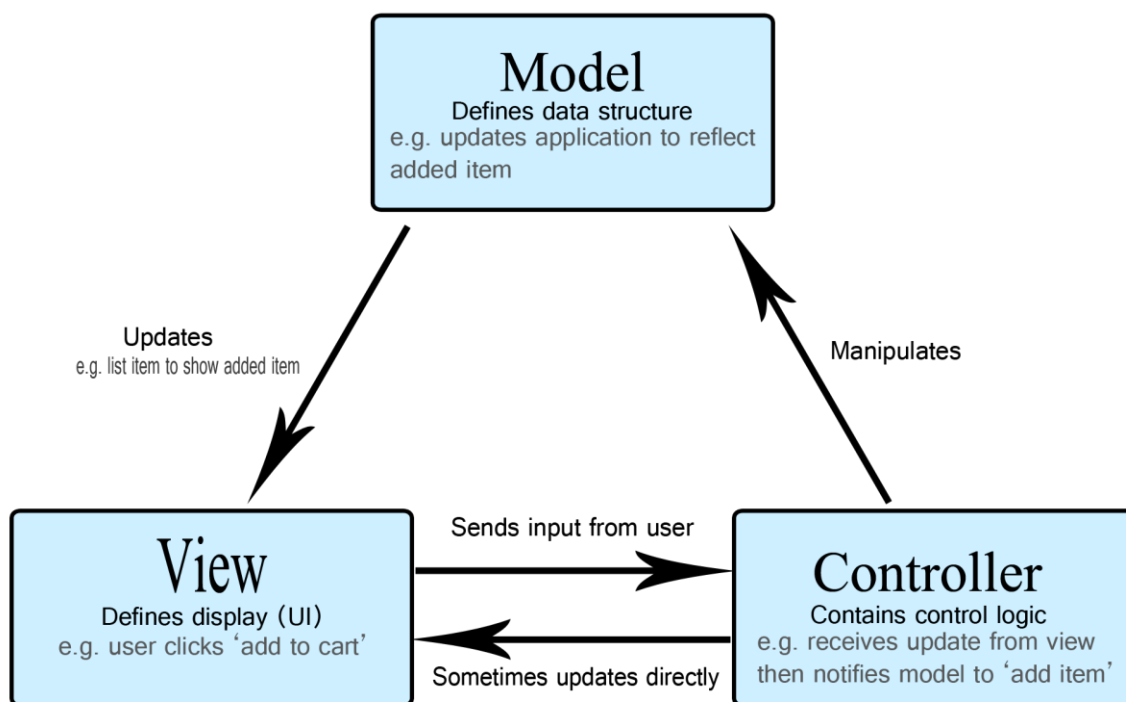 Model
Defines data structure
e.g. updates application to reflect
added item
Updates
e.g. list item to show added item
Manipulates
View
Defines display (UI)
e.g. user clicks ‘add to cart’
Sends input from user
Sometimes updates directly
Controller
Contains control logic
e.g. receives update from view
then notifies model to ‘add item’